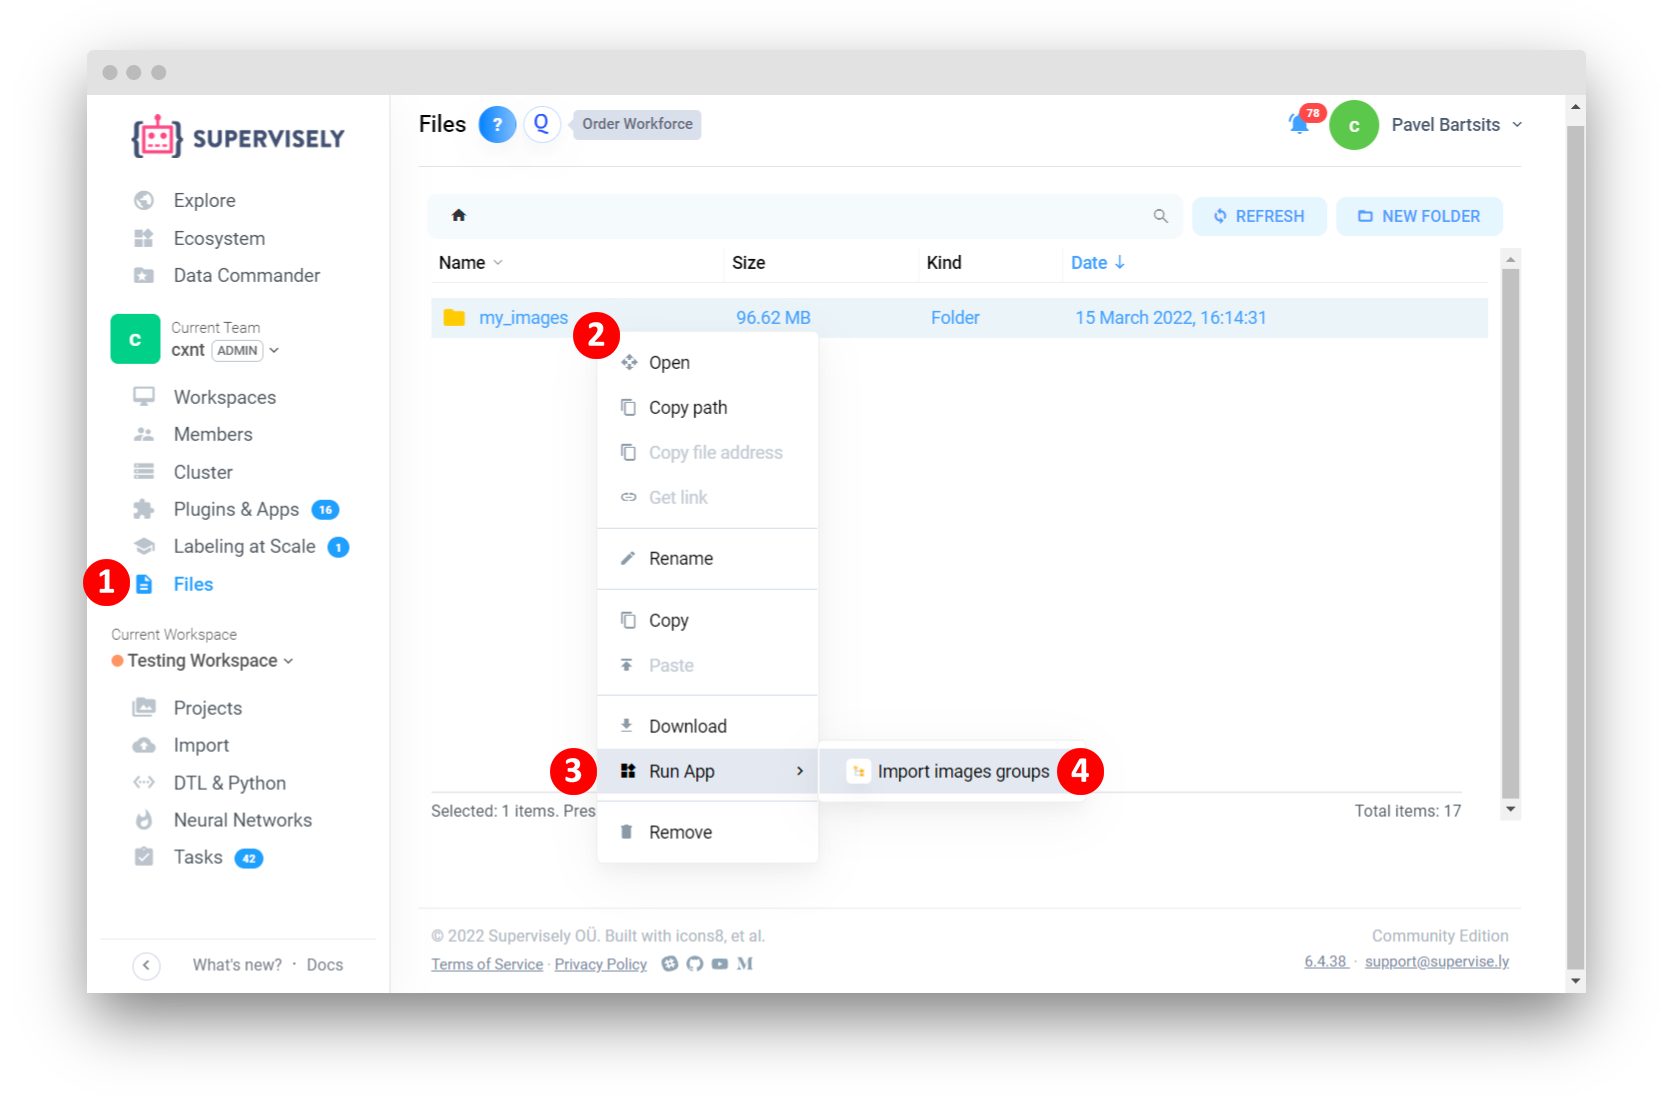 SUPERVISELY
Explore
Ecosystem
Data Commander
C
Current Team
cxnt ADMIN
Workspaces
Members
Cluster
Plugins & Apps 16
Labeling at Scale 1
1 Files
Current Workspace
Testing Workspace
Projects
Import
DTL & Python
Neural Networks
Tasks 42
What's new? · Docs
Files ? Q Order Workforce
78 C Pavel Bartsits
REFRESH NEW FOLDER
Name Size Kind Date
my_images 96.62 MB Folder 15 March 2022, 16:14:31
2
Open
Copy path
Copy file address
Get link
Rename
Copy
Paste
Download
3 Run App Import images groups 4
Remove
Selected: 1 items. Pres Total items: 17
© 2022 Supervisely OÜ. Built with icons8, et al. Community Edition
Terms of Service · Privacy Policy M 6.4.38 · support@supervise.ly